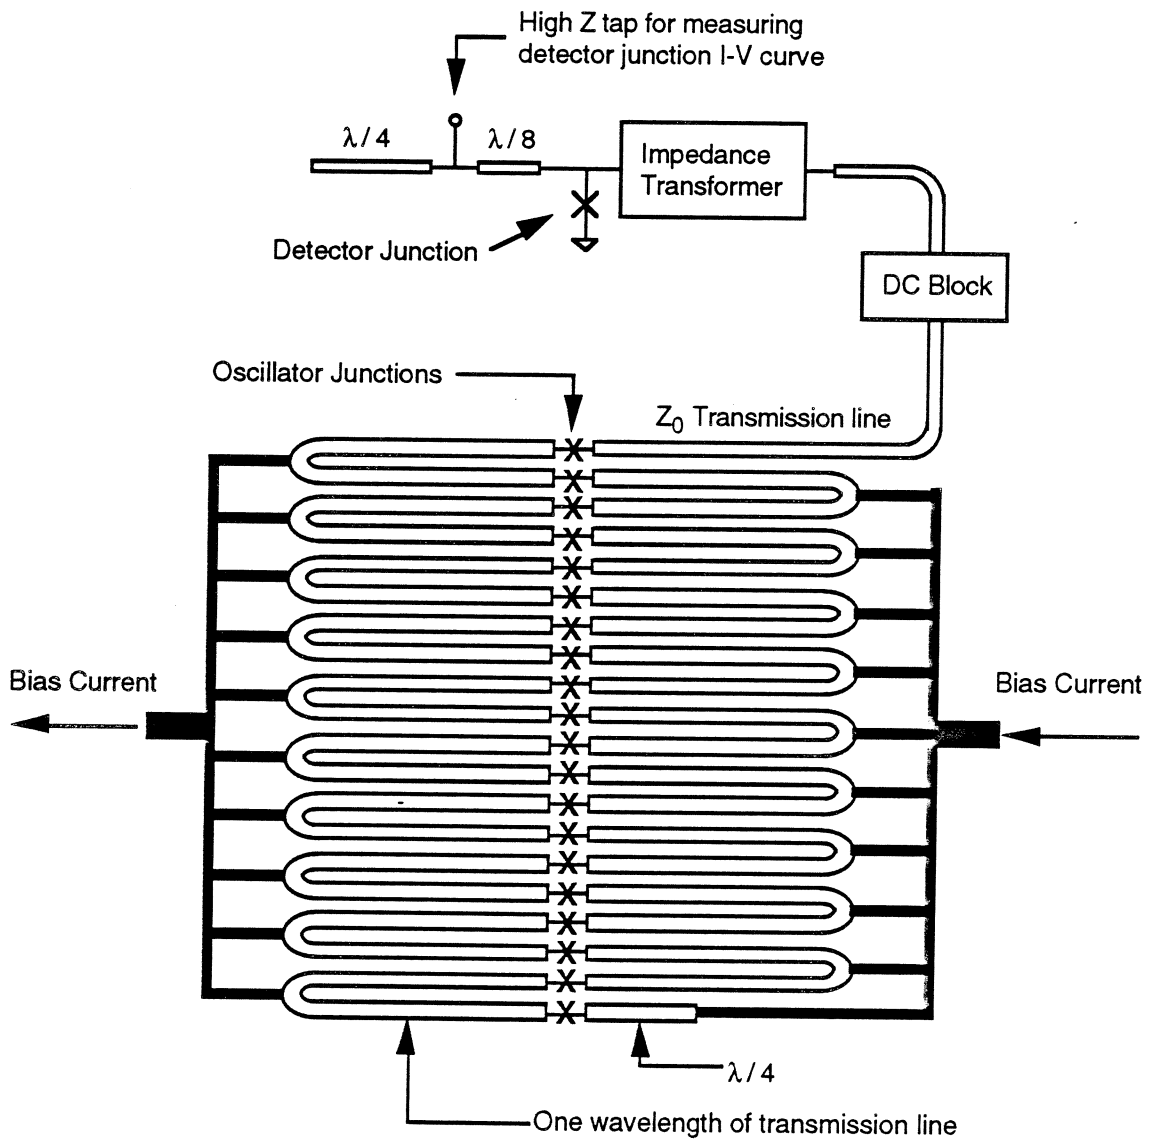 High Z tap for measuring
detector junction I-V curve
λ / 4
λ / 8
Impedance
Transformer
Detector Junction
DC Block
Oscillator Junctions
Z0 Transmission line
Bias Current
Bias Current
λ / 4
One wavelength of transmission line